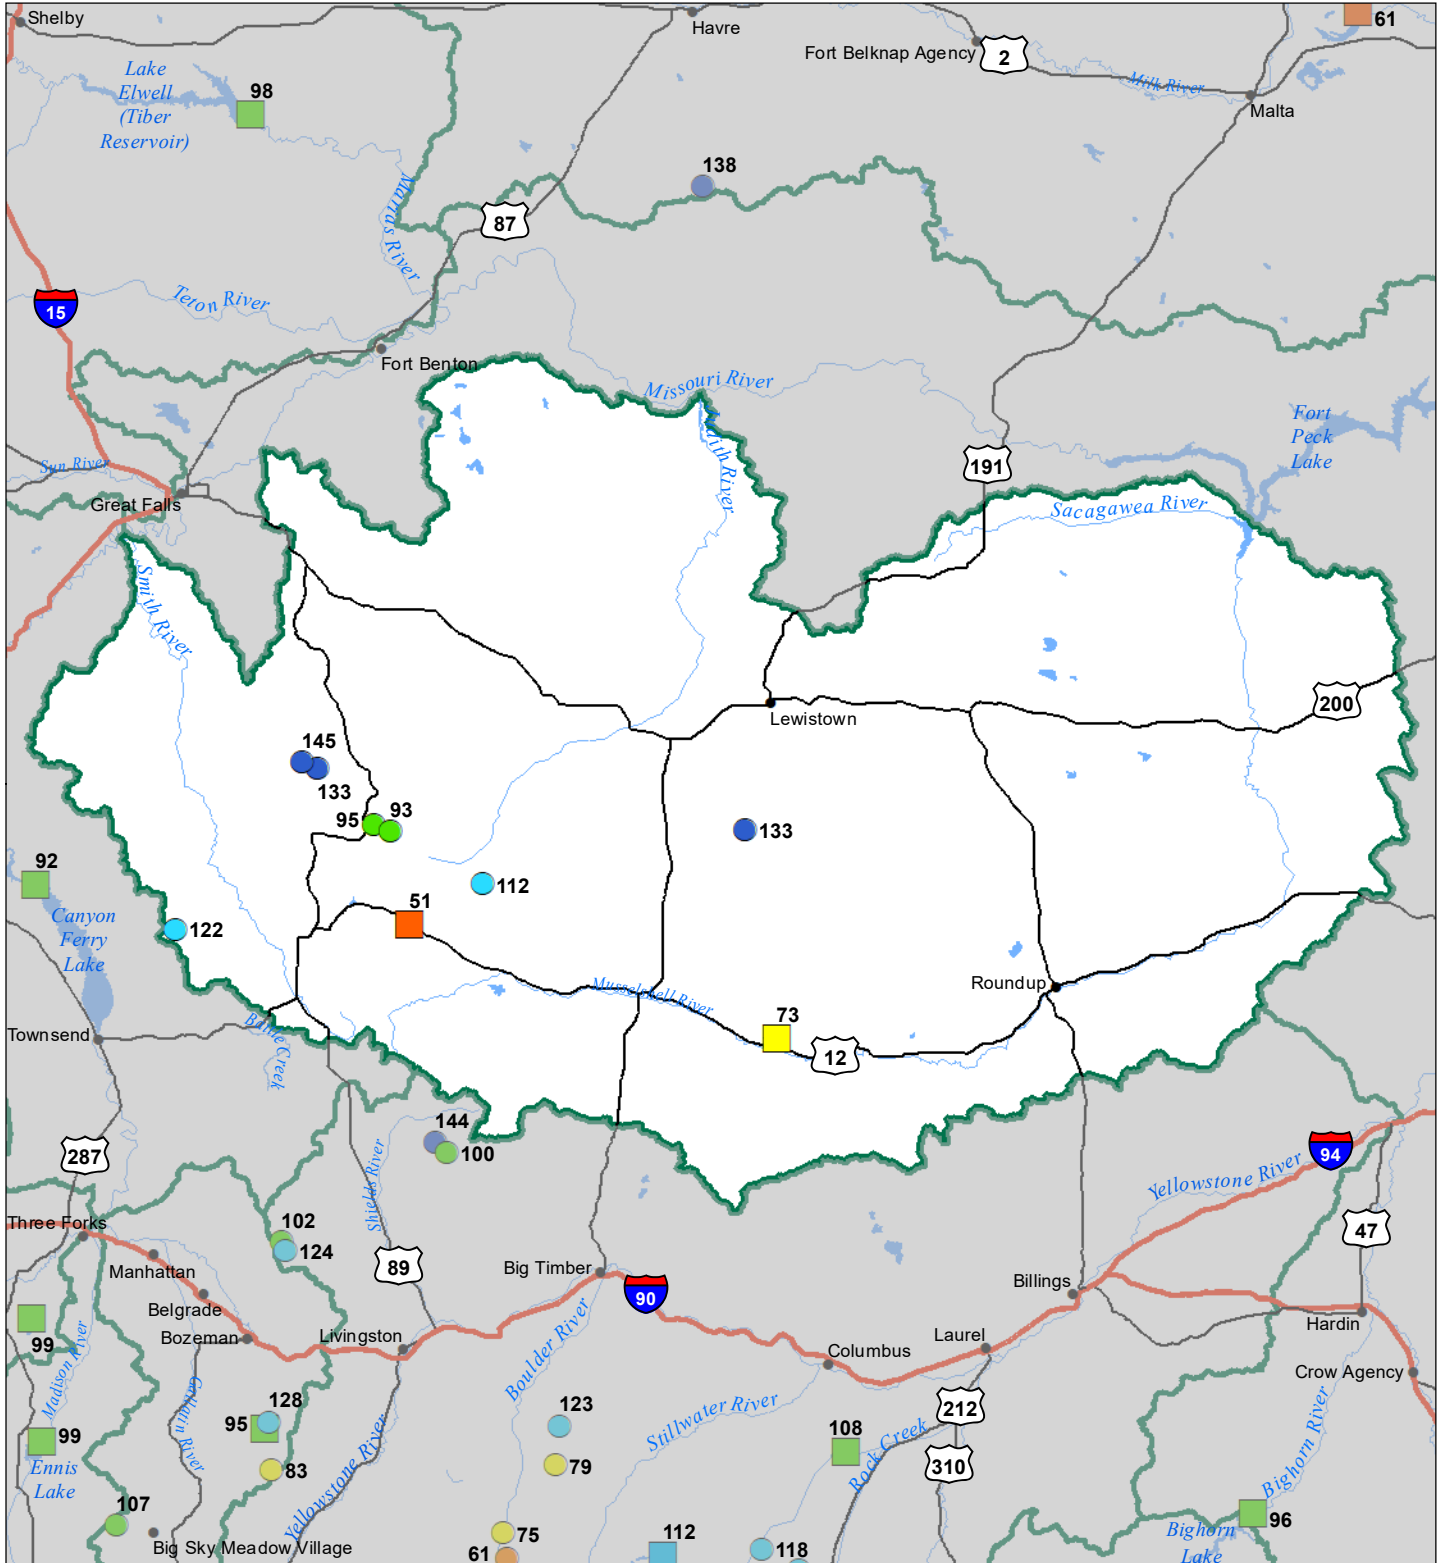 Shelby
Havre
61
Fort Belknap Agency
2
Lake
Elwell
(Tiber
Reservoir)
98
Milk River
Malta
138
Marias River
87
15
Teton River
Fort Benton
Missouri River
Judith River
Fort
Peck
Lake
191
Sun River
Great Falls
Sacagawea River
Smith River
200
Lewistown
145
133
95
93
133
92
112
51
Canyon
Ferry
Lake
122
Roundup
Musselshell River
Townsend
Battle Creek
73
12
144
100
287
94
Shields River
Yellowstone River
Three Forks
102
124
47
89
Manhattan
Big Timber
90
Billings
Belgrade
Bozeman
Livingston
99
Madison River
Boulder River
Laurel
Hardin
Columbus
Crow Agency
Gallatin River
128
95
123
Stillwater River
212
99
Ennis
Lake
83
79
108
Rock Creek
310
Yellowstone River
Bighorn River
107
Big Sky Meadow Village
75
61
112
118
96
Bighorn
Lake